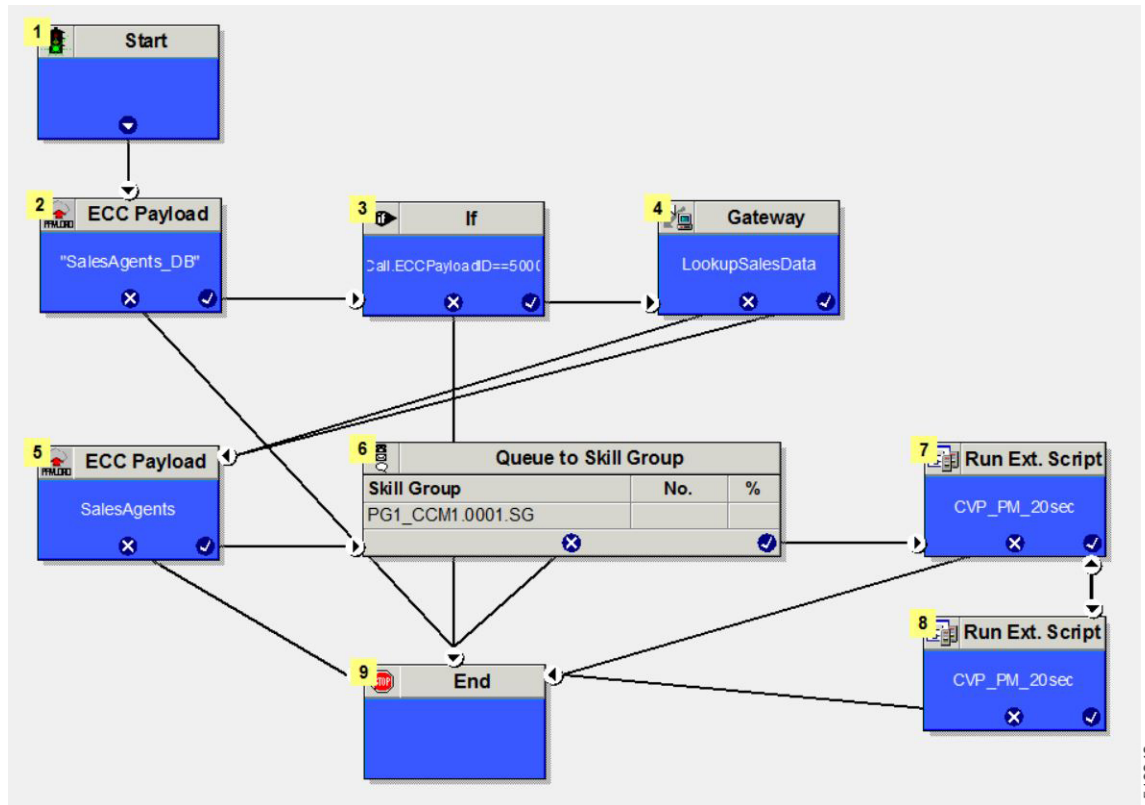 1
Start
2
ECC Payload
"SalesAgents_DB"
3
If
Call.ECCPayloadID==5000
4
Gateway
LookupSalesData
5
ECC Payload
SalesAgents
6
Queue to Skill Group
Skill Group No. %
PG1_CCM1.0001.SG
7
Run Ext. Script
CVP_PM_20sec
8
Run Ext. Script
CVP_PM_20sec
9
STOP
End